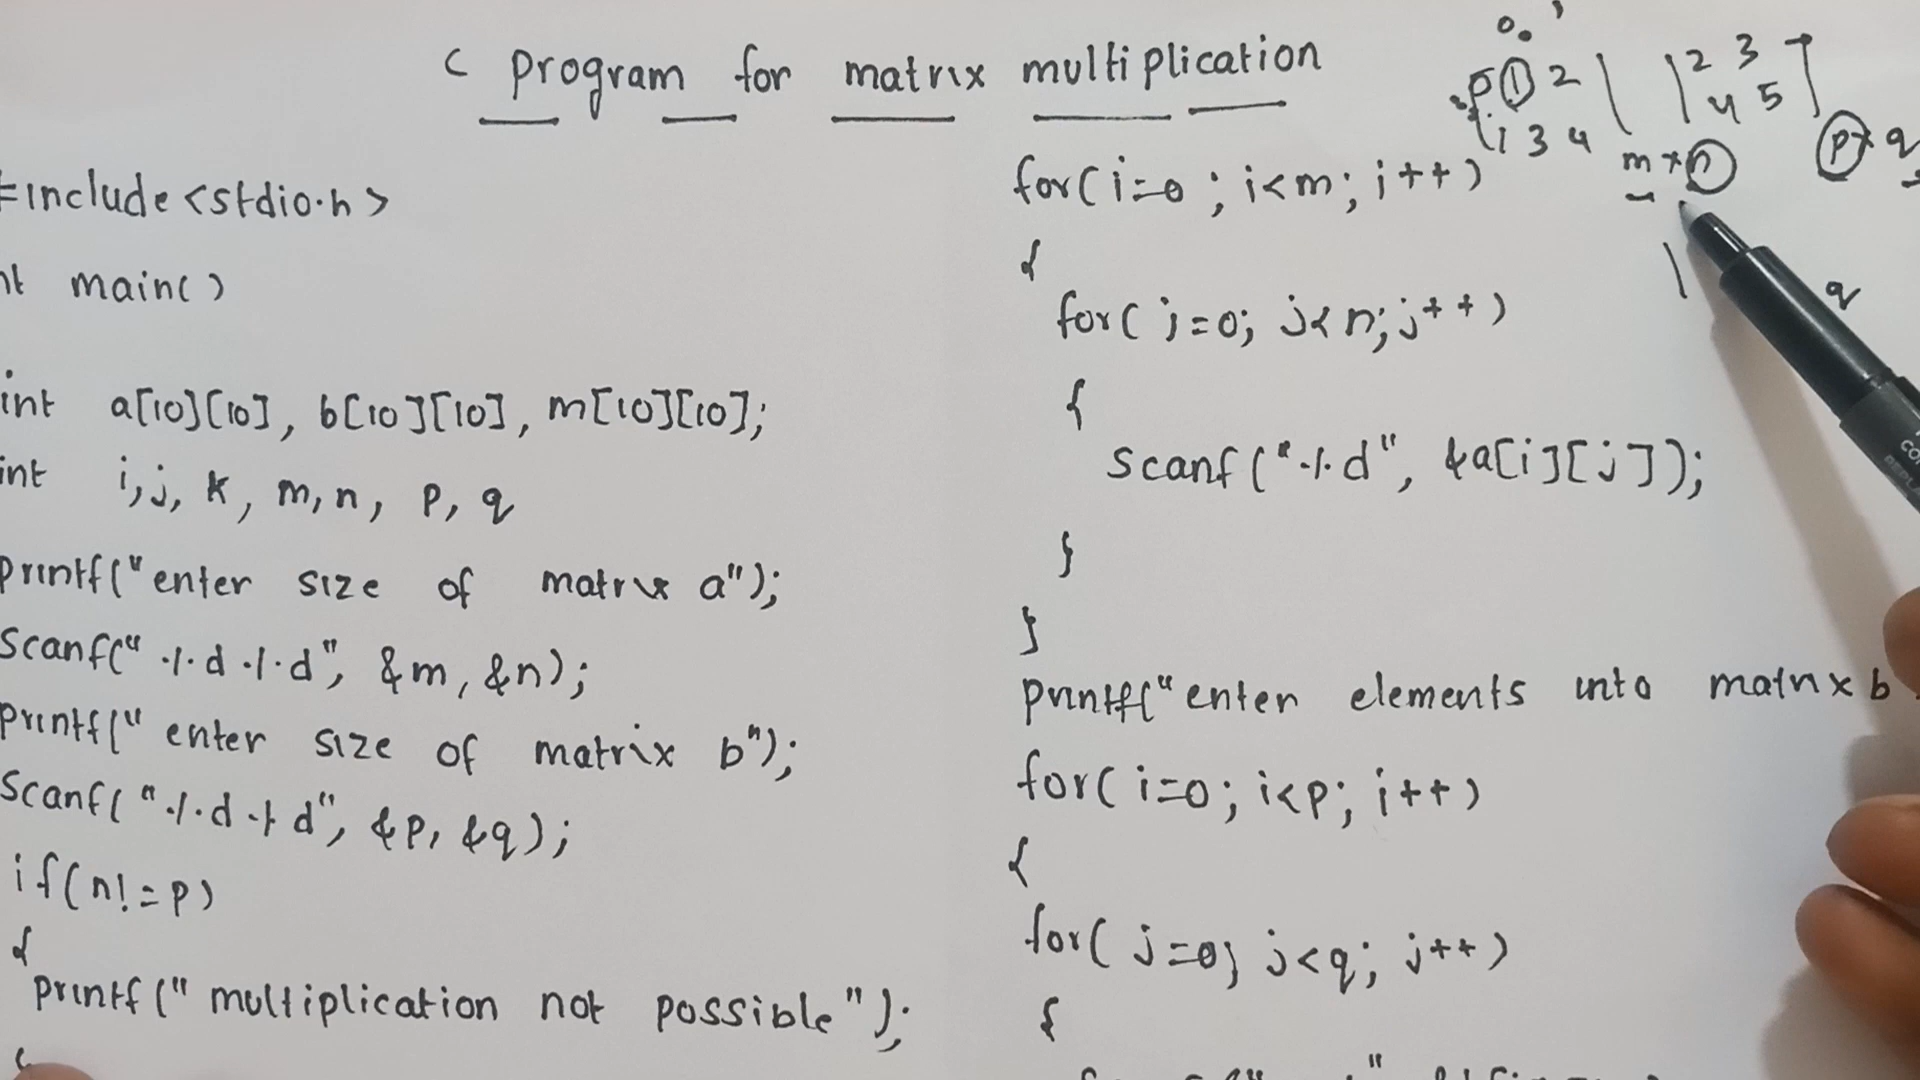 C program for matrix multiplication
#include <stdio.h>
int main()
int a[10][10], b[10][10], m[10][10];
int i,j, k, m, n, p, q
printf("enter size of matrix a");
scanf("%d%d", &m, &n);
printf("enter size of matrix b");
scanf("%d%d", &p, &q);
if(n!=p)
{
printf("multiplication not possible");
for(i=0; i<m; i++)
{
for(j=0; j<n; j++)
{
scanf("%d", &a[i][j]);
}
}
printf("enter elements into matrix b
for(i=0; i<p; i++)
{
for(j=0; j<q; j++)
{
1 2
1 3 4
2 3
4 5
m*n
p*q
q